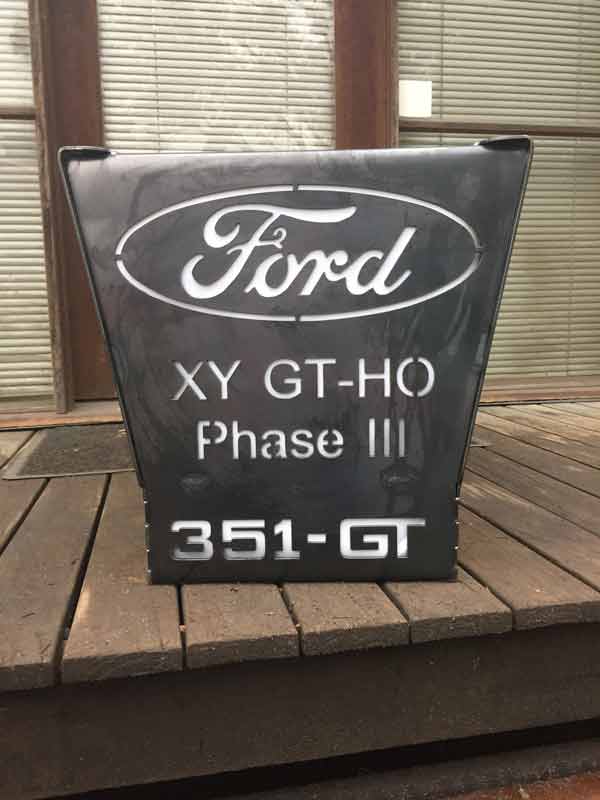 Ford
XY GT-HO
Phase III
351-GT